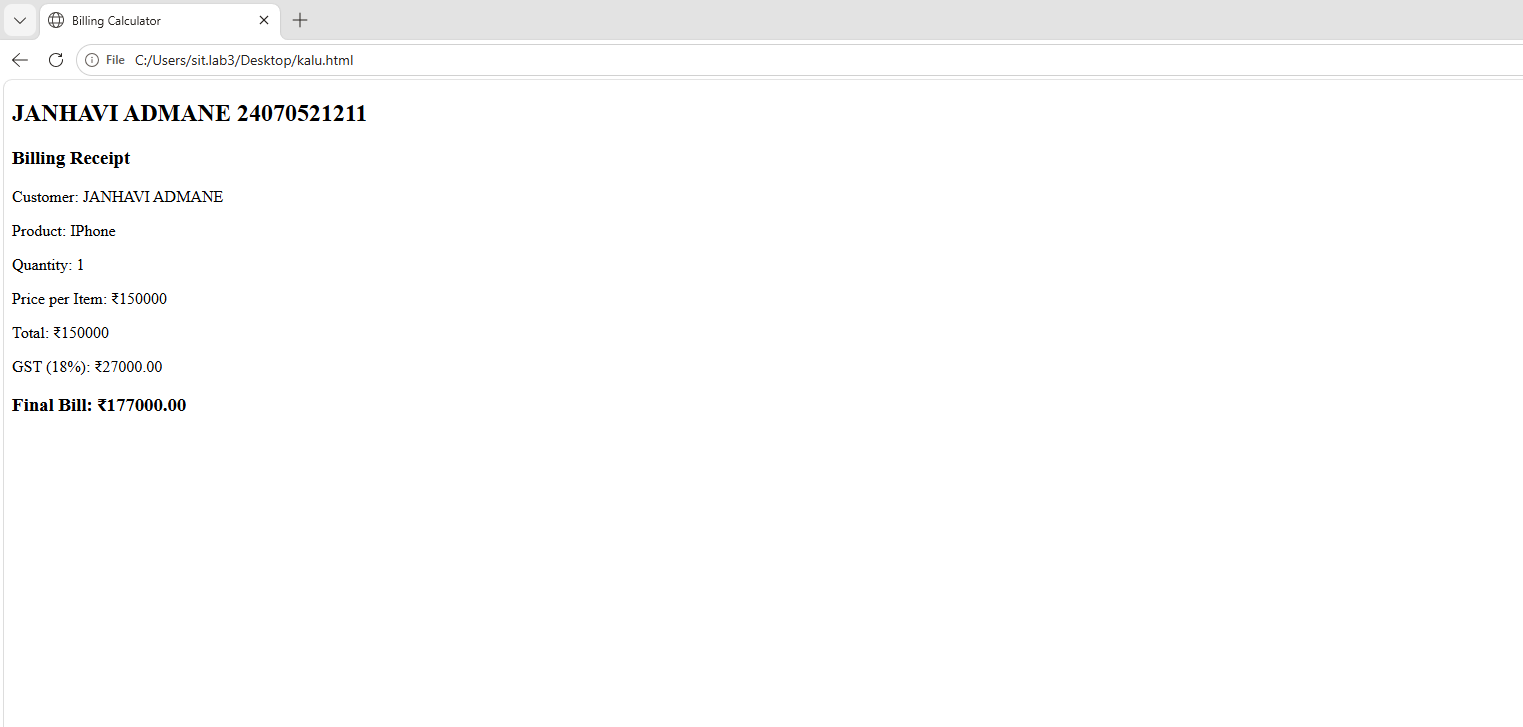 Billing Calculator
File C:/Users/sit.lab3/Desktop/kalu.html
JANHAVI ADMANE 24070521211
Billing Receipt
Customer: JANHAVI ADMANE
Product: IPhone
Quantity: 1
Price per Item: ₹150000
Total: ₹150000
GST (18%): ₹27000.00
Final Bill: ₹177000.00